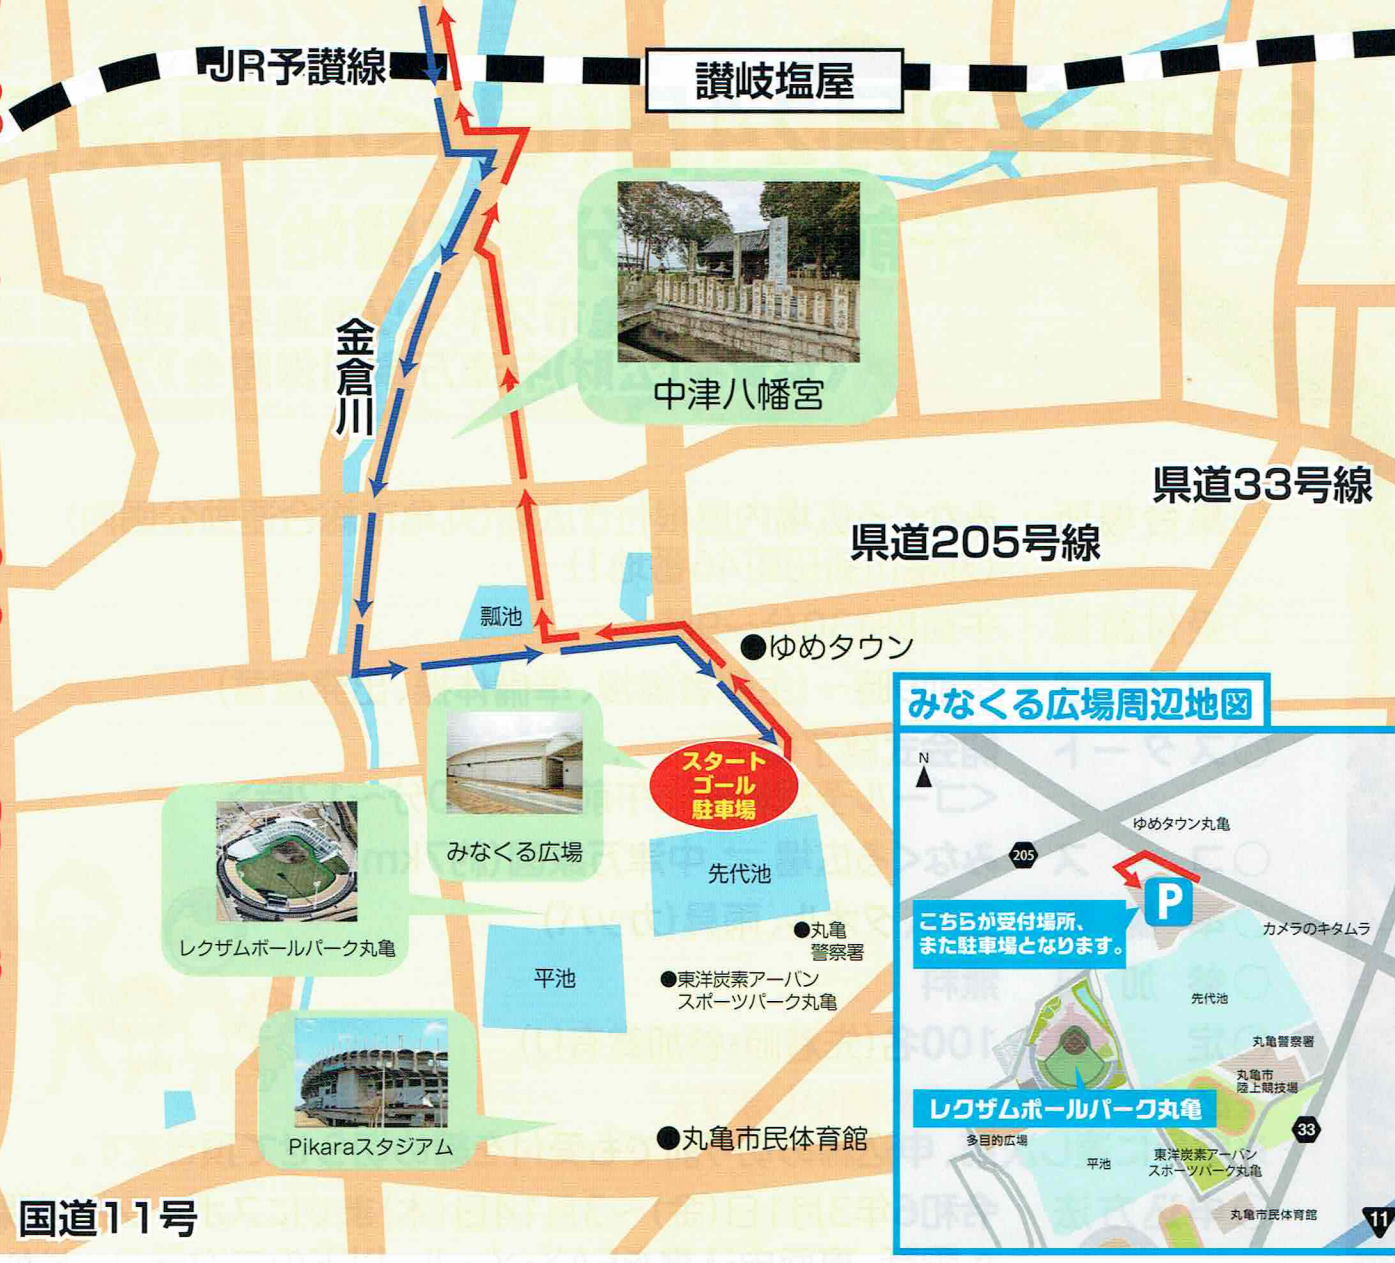 JR予讃線
讃岐塩屋
中津八幡宮
金倉川
県道33号線
県道205号線
瓢池
●ゆめタウン
みなくる広場
スタート
ゴール
駐車場
レクザムボールパーク丸亀
先代池
●丸亀
警察署
平池
●東洋炭素アーバン
スポーツパーク丸亀
Pikaraスタジアム
●丸亀市民体育館
国道11号
みなくる広場周辺地図
N
ゆめタウン丸亀
205
P
こちらが受付場所、
また駐車場となります。
カメラのキタムラ
先代池
丸亀警察署
丸亀市
陸上競技場
レクザムボールパーク丸亀
33
多目的広場
平池
東洋炭素アーバン
スポーツパーク丸亀
丸亀市民体育館
11